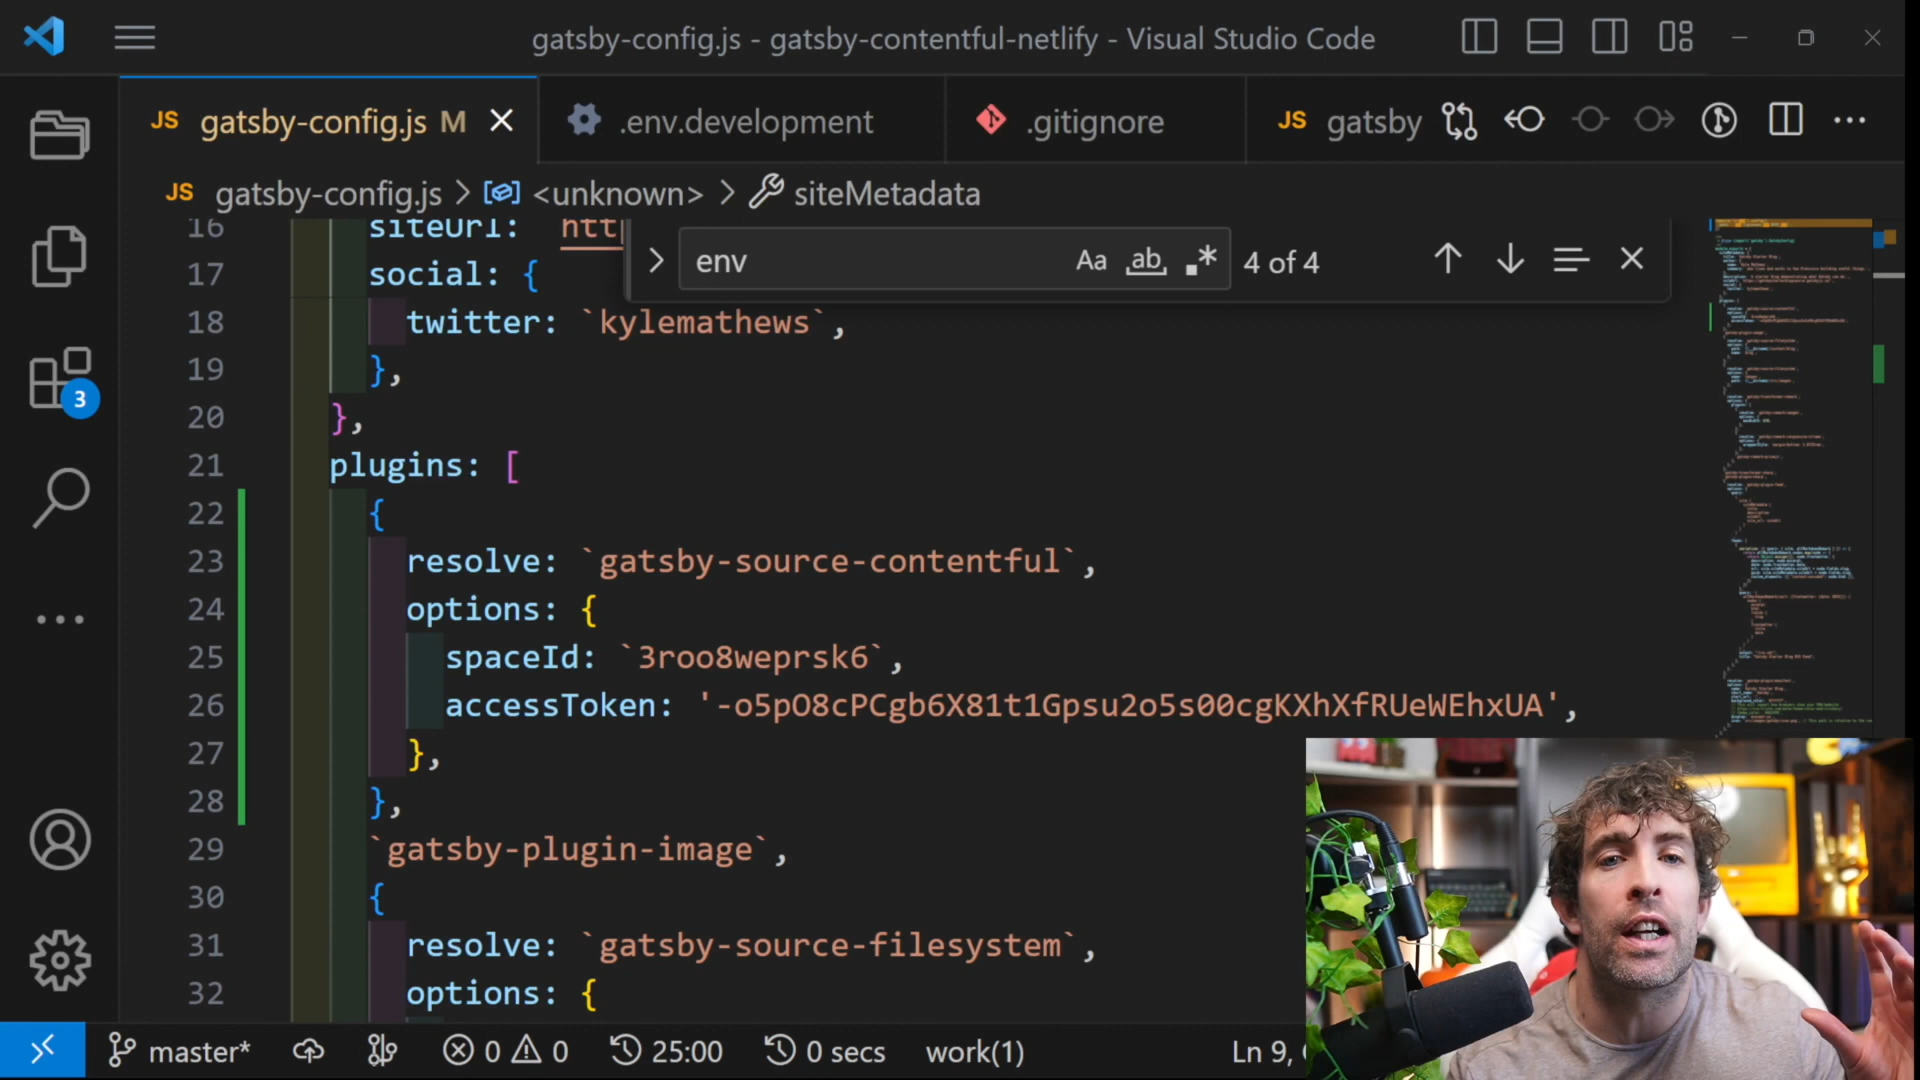 gatsby-config.js - gatsby-contentful-netlify - Visual Studio Code
JS gatsby-config.js M
.env.development
.gitignore
JS gatsby
JS gatsby-config.js > <unknown> > siteMetadata
env
Aa ab .* 4 of 4
16 siteUrl:
17 social: {
18 twitter: `kylemathews`,
19 },
20 },
21 plugins: [
22 {
23 resolve: `gatsby-source-contentful`,
24 options: {
25 spaceId: `3roo8weprsk6`,
26 accessToken: '-o5pO8cPCgb6X81t1Gpsu2o5s00cgKXhXfRUeWEhxUA',
27 },
28 },
29 `gatsby-plugin-image`,
30 {
31 resolve: `gatsby-source-filesystem`,
32 options: {
3
master* 0 0 25:00 0 secs work(1) Ln 9,